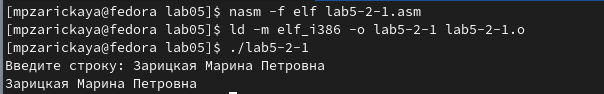 [mpzarickaya@fedora lab05]$ nasm -f elf lab5-2-1.asm
[mpzarickaya@fedora lab05]$ ld -m elf_i386 -o lab5-2-1 lab5-2-1.o
[mpzarickaya@fedora lab05]$ ./lab5-2-1
Введите строку: Зарицкая Марина Петровна
Зарицкая Марина Петровна